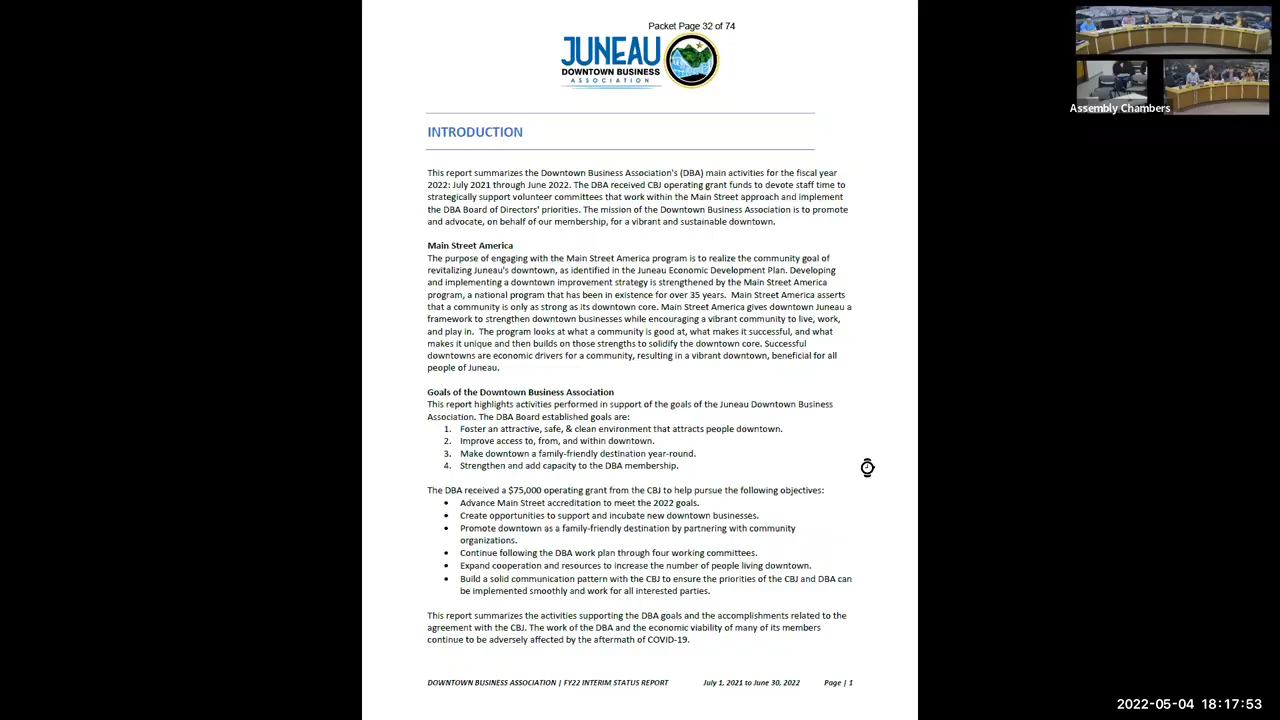 Packet Page 32 of 74
JUNEAU
DOWNTOWN BUSINESS
ASSOCIATION
INTRODUCTION
This report summarizes the Downtown Business Association's (DBA) main activities for the fiscal year
2022: July 2021 through June 2022. The DBA received CBJ operating grant funds to devote staff time to
strategically support volunteer committees that work within the Main Street approach and implement
the DBA Board of Directors' priorities. The mission of the Downtown Business Association is to promote
and advocate, on behalf of our membership, for a vibrant and sustainable downtown.
Main Street America
The purpose of engaging with the Main Street America program is to realize the community goal of
revitalizing Juneau's downtown, as identified in the Juneau Economic Development Plan. Developing
and implementing a downtown improvement strategy is strengthened by the Main Street America
program, a national program that has been in existence for over 35 years. Main Street America asserts
that a community is only as strong as its downtown core. Main Street America gives downtown Juneau a
framework to strengthen downtown businesses while encouraging a vibrant community to live, work,
and play in. The program looks at what a community is good at, what makes it successful, and what
makes it unique and then builds on those strengths to solidify the downtown core. Successful
downtowns are economic drivers for a community, resulting in a vibrant downtown, beneficial for all
people of Juneau.
Goals of the Downtown Business Association
This report highlights activities performed in support of the goals of the Juneau Downtown Business
Association. The DBA Board established goals are:
1. Foster an attractive, safe, & clean environment that attracts people downtown.
2. Improve access to, from, and within downtown.
3. Make downtown a family-friendly destination year-round.
4. Strengthen and add capacity to the DBA membership.
The DBA received a $75,000 operating grant from the CBJ to help pursue the following objectives:
• Advance Main Street accreditation to meet the 2022 goals.
• Create opportunities to support and incubate new downtown businesses.
• Promote downtown as a family-friendly destination by partnering with community
organizations.
• Continue following the DBA work plan through four working committees.
• Expand cooperation and resources to increase the number of people living downtown.
• Build a solid communication pattern with the CBJ to ensure the priorities of the CBJ and DBA can
be implemented smoothly and work for all interested parties.
This report summarizes the activities supporting the DBA goals and the accomplishments related to the
agreement with the CBJ. The work of the DBA and the economic viability of many of its members
continue to be adversely affected by the aftermath of COVID-19.
DOWNTOWN BUSINESS ASSOCIATION | FY22 INTERIM STATUS REPORT July 1, 2021 to June 30, 2022 Page | 1
Assembly Chambers
2022-05-04 18:17:53